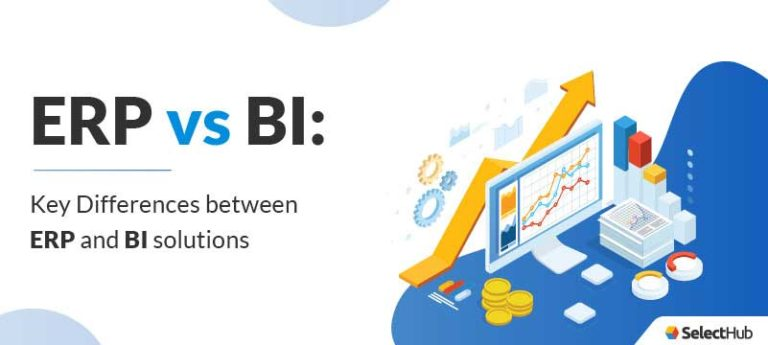 ERP vs BI:
Key Differences between
ERP and BI solutions
SelectHub